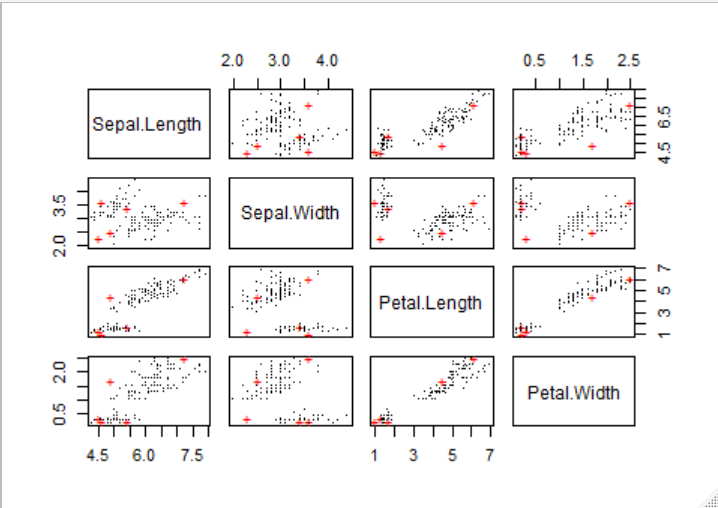 2.0 3.0 4.0 0.5 1.5 2.5
Sepal.Length
4.5 6.5
2.0 3.5
Sepal.Width
Petal.Length
1 3 5 7
0.5 2.0
Petal.Width
4.5 6.0 7.5 1 3 5 7